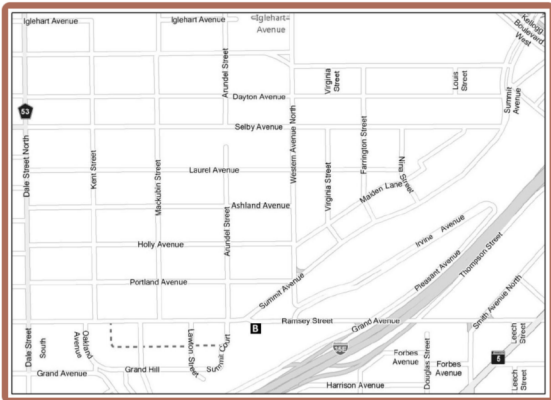 Iglehart Avenue
Iglehart Avenue
Iglehart
Avenue
Kellogg
Boulevard
West
Arundel Street
Virginia
Street
Louis
Street
Summit
Avenue
Dayton Avenue
53
Selby Avenue
Dale Street North
Kent Street
Mackubin Street
Western Avenue North
Farrington Street
Laurel Avenue
Nina Street
Virginia Street
Maiden Lane
Ashland Avenue
Arundel Street
Holly Avenue
Irvine Avenue
Pleasant Avenue
Thompson Street
Portland Avenue
Summit Avenue
Smith Avenue North
Ramsey Street
Grand Avenue
B
Dale Street
South
Oakland
Avenue
Lawton Street
Summit Court
Leech
Street
Forbes
Avenue
Douglas Street
Forbes
Avenue
5
Grand Avenue
Grand Hill
Harrison Avenue
Leech
Street